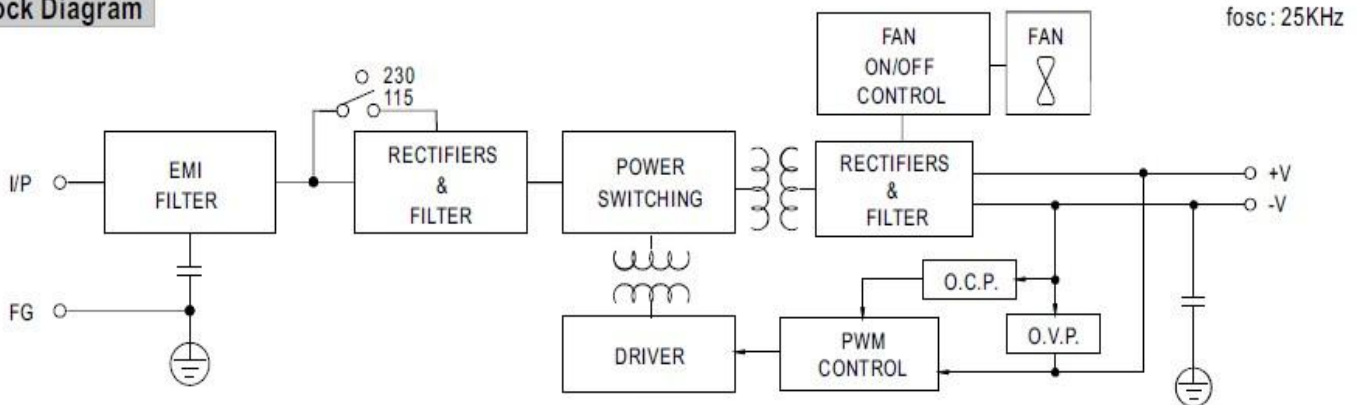 ock Diagram
fosc : 25KHz
FAN
ON/OFF
CONTROL
FAN
230
115
I/P
EMI
FILTER
RECTIFIERS
&
FILTER
POWER
SWITCHING
RECTIFIERS
&
FILTER
+V
-V
O.C.P.
O.V.P.
FG
DRIVER
PWM
CONTROL